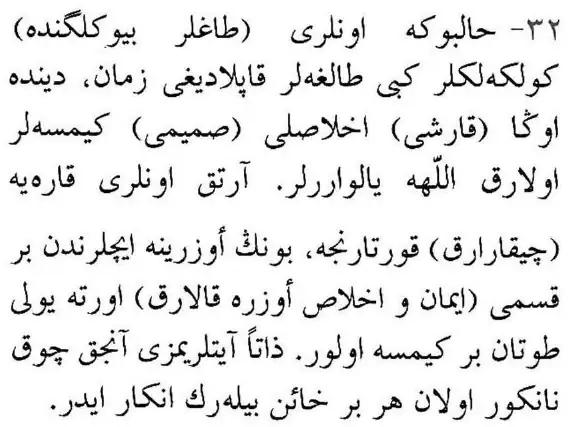 ٣٢- حالبوكه اونلرى (طاغلر بيوكلگنده)
كولكه‌لكلر كبى طالغه‌لر قاپلاديغى زمان، دينده
اوڭا (قارشى) اخلاصلى (صميمى) كيمسه‌لر
اولارق اللّٰهه يالواررلر. آرتق اونلرى قاره‌يه
(چيقارارق) قورتارنجه، بونڭ أوزرينه ايچلرندن بر
قسمى (ايمان و اخلاص أوزره قالارق) اورته يولى
طوتان بر كيمسه اولور. ذاتاً آيتلريمزى آنجق چوق
نانكور اولان هر بر خائن بيله‌رك انكار ايدر.